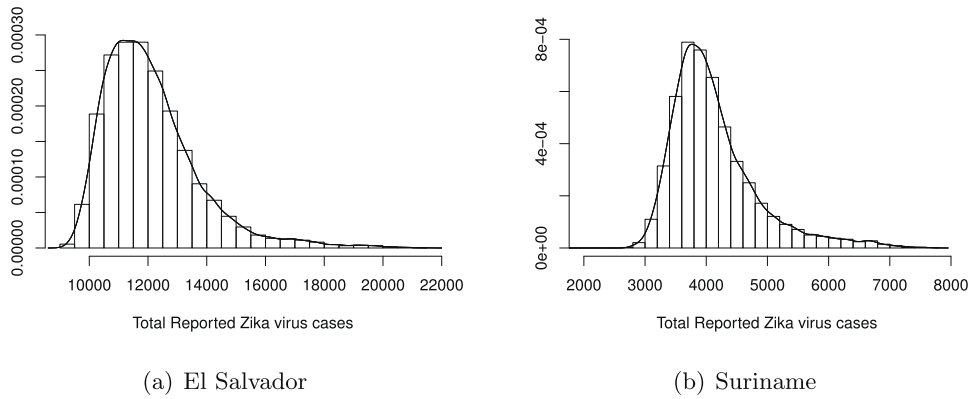 0.00000 0.00010 0.00020 0.00030
10000 12000 14000 16000 18000 20000 22000
Total Reported Zika virus cases
(a) El Salvador
0e+00 4e−04 8e−04
2000 3000 4000 5000 6000 7000 8000
Total Reported Zika virus cases
(b) Suriname